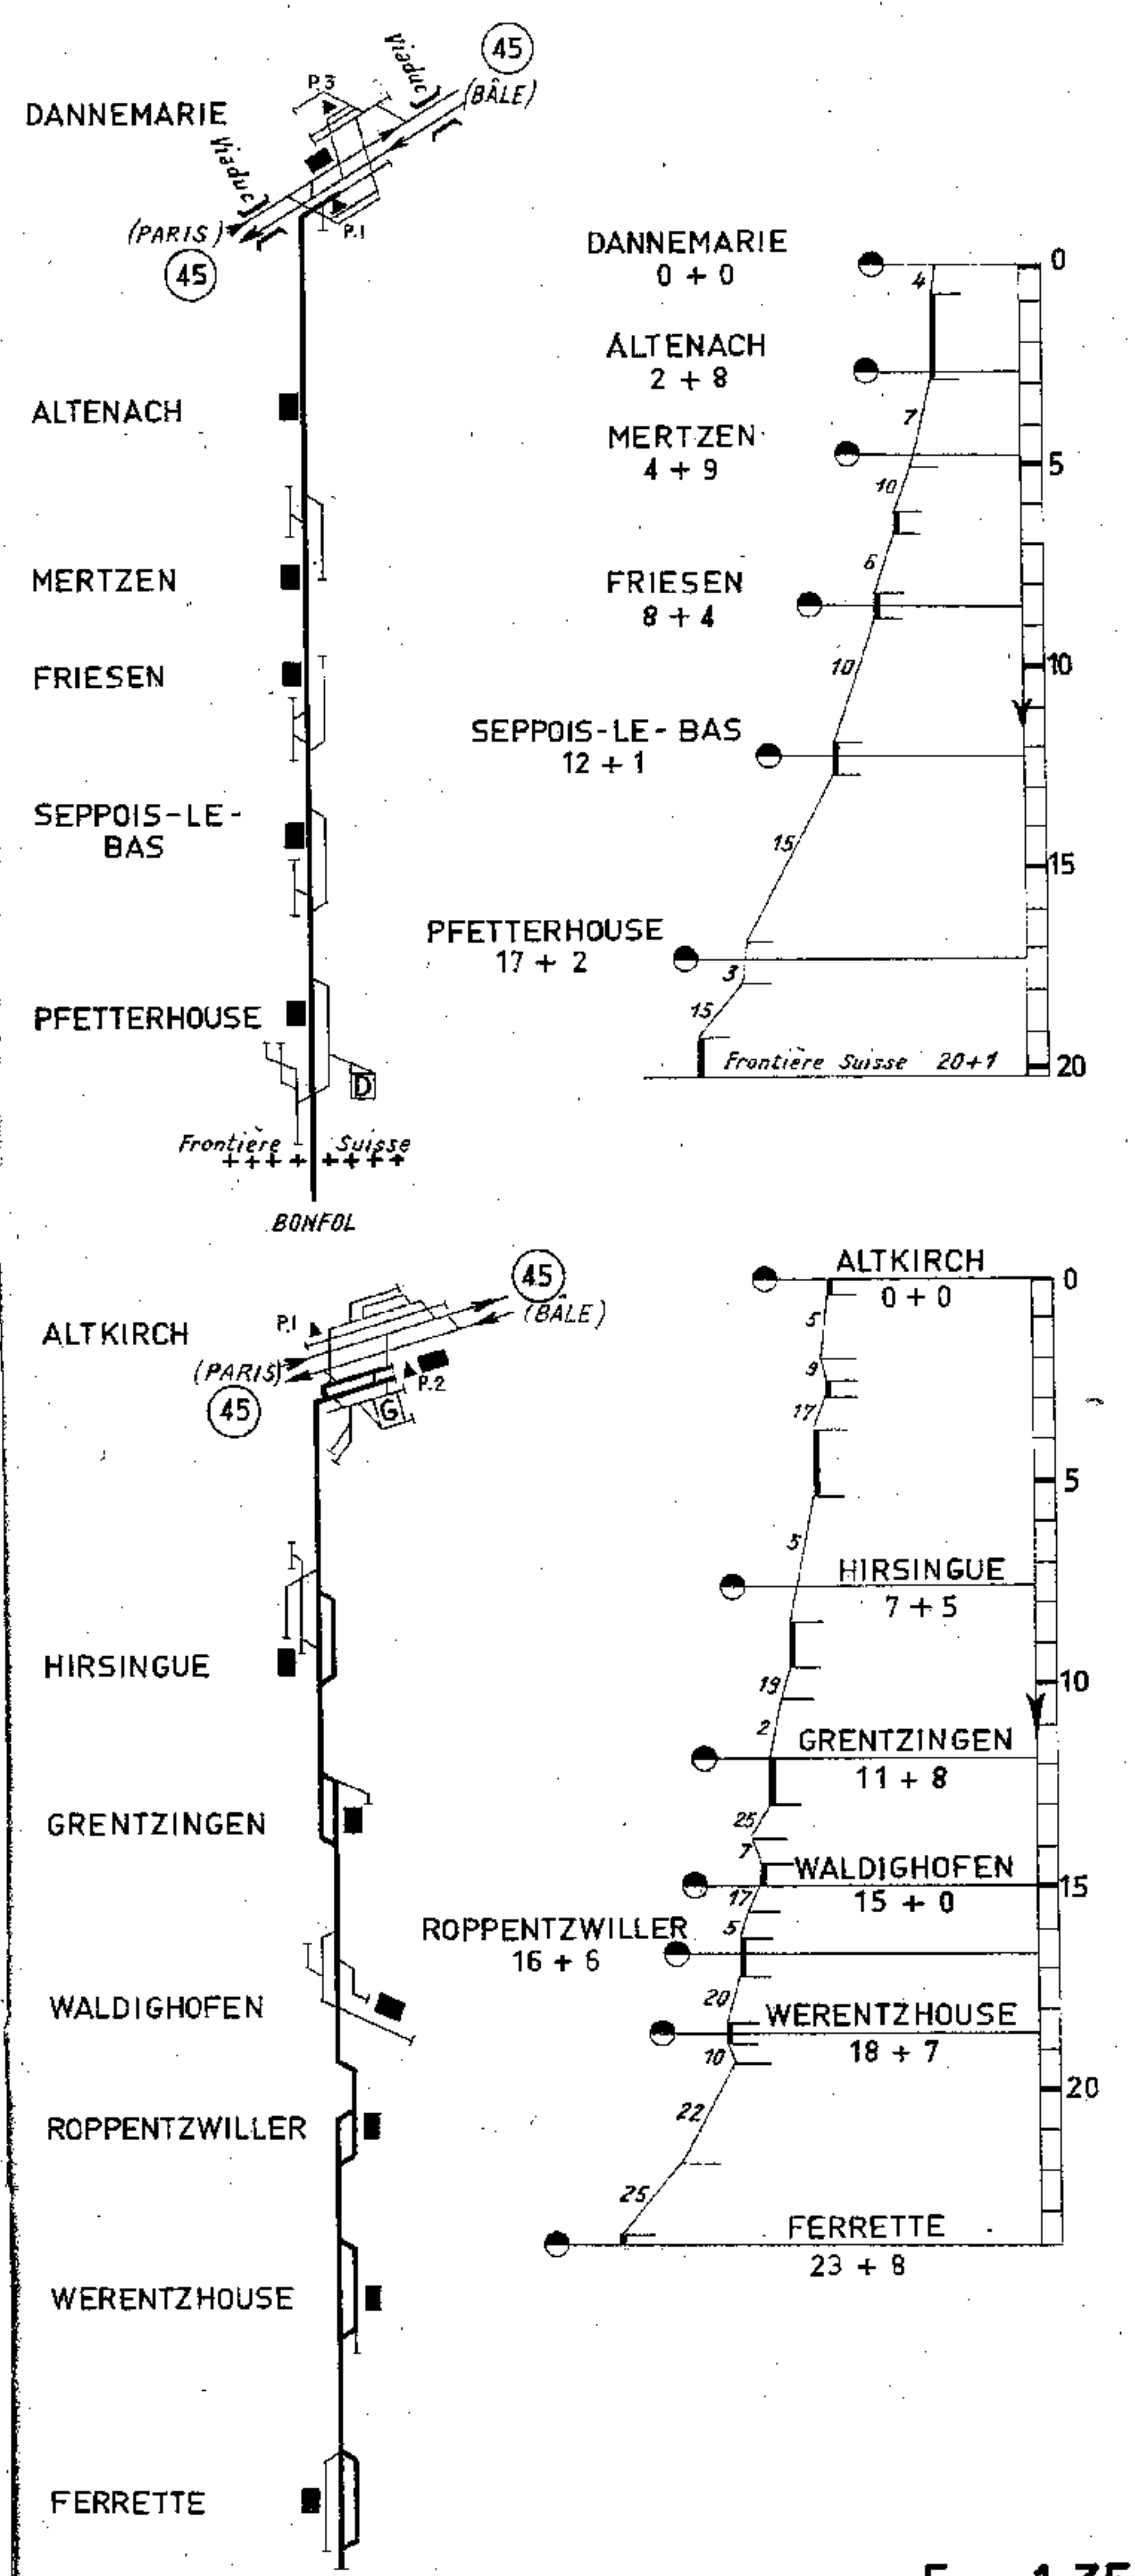 45
(BÂLE)
P.3
Viaduc
DANNEMARIE
Viaduc
P.1
(PARIS)
45
ALTENACH
MERTZEN
FRIESEN
SEPPOIS-LE-
BAS
PFETTERHOUSE
D
Frontière Suisse
++++ ++++
BONFOL
DANNEMARIE
0 + 0
0
4
ALTENACH
2 + 8
7
MERTZEN
4 + 9
5
10
6
FRIESEN
8 + 4
10
10
SEPPOIS-LE-BAS
12 + 1
15
15
PFETTERHOUSE
17 + 2
3
15
Frontière Suisse 20+1
20
45
(BÂLE)
P.1
ALTKIRCH
(PARIS)
P.2
45
G
HIRSINGUE
GRENTZINGEN
WALDIGHOFEN
ROPPENTZWILLER
WERENTZHOUSE
FERRETTE
ALTKIRCH
0 + 0
0
5
9
17
5
5
HIRSINGUE
7 + 5
10
19
2
GRENTZINGEN
11 + 8
25
7
WALDIGHOFEN
15 + 0
15
17
5
ROPPENTZWILLER
16 + 6
20
WERENTZHOUSE
18 + 7
10
20
22
25
FERRETTE
23 + 8